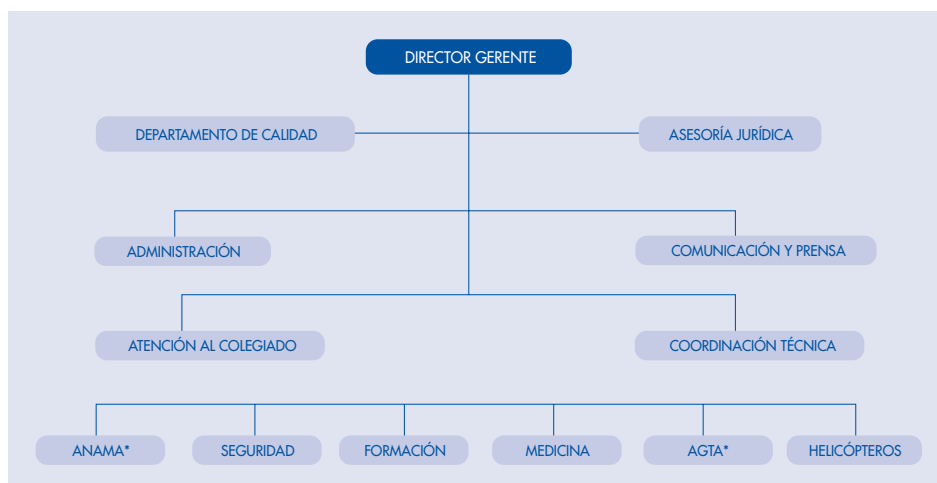 DIRECTOR GERENTE
DEPARTAMENTO DE CALIDAD
ASESORÍA JURÍDICA
ADMINISTRACIÓN
COMUNICACIÓN Y PRENSA
ATENCIÓN AL COLEGIADO
COORDINACIÓN TÉCNICA
ANAMA*
SEGURIDAD
FORMACIÓN
MEDICINA
AGTA*
HELICÓPTEROS